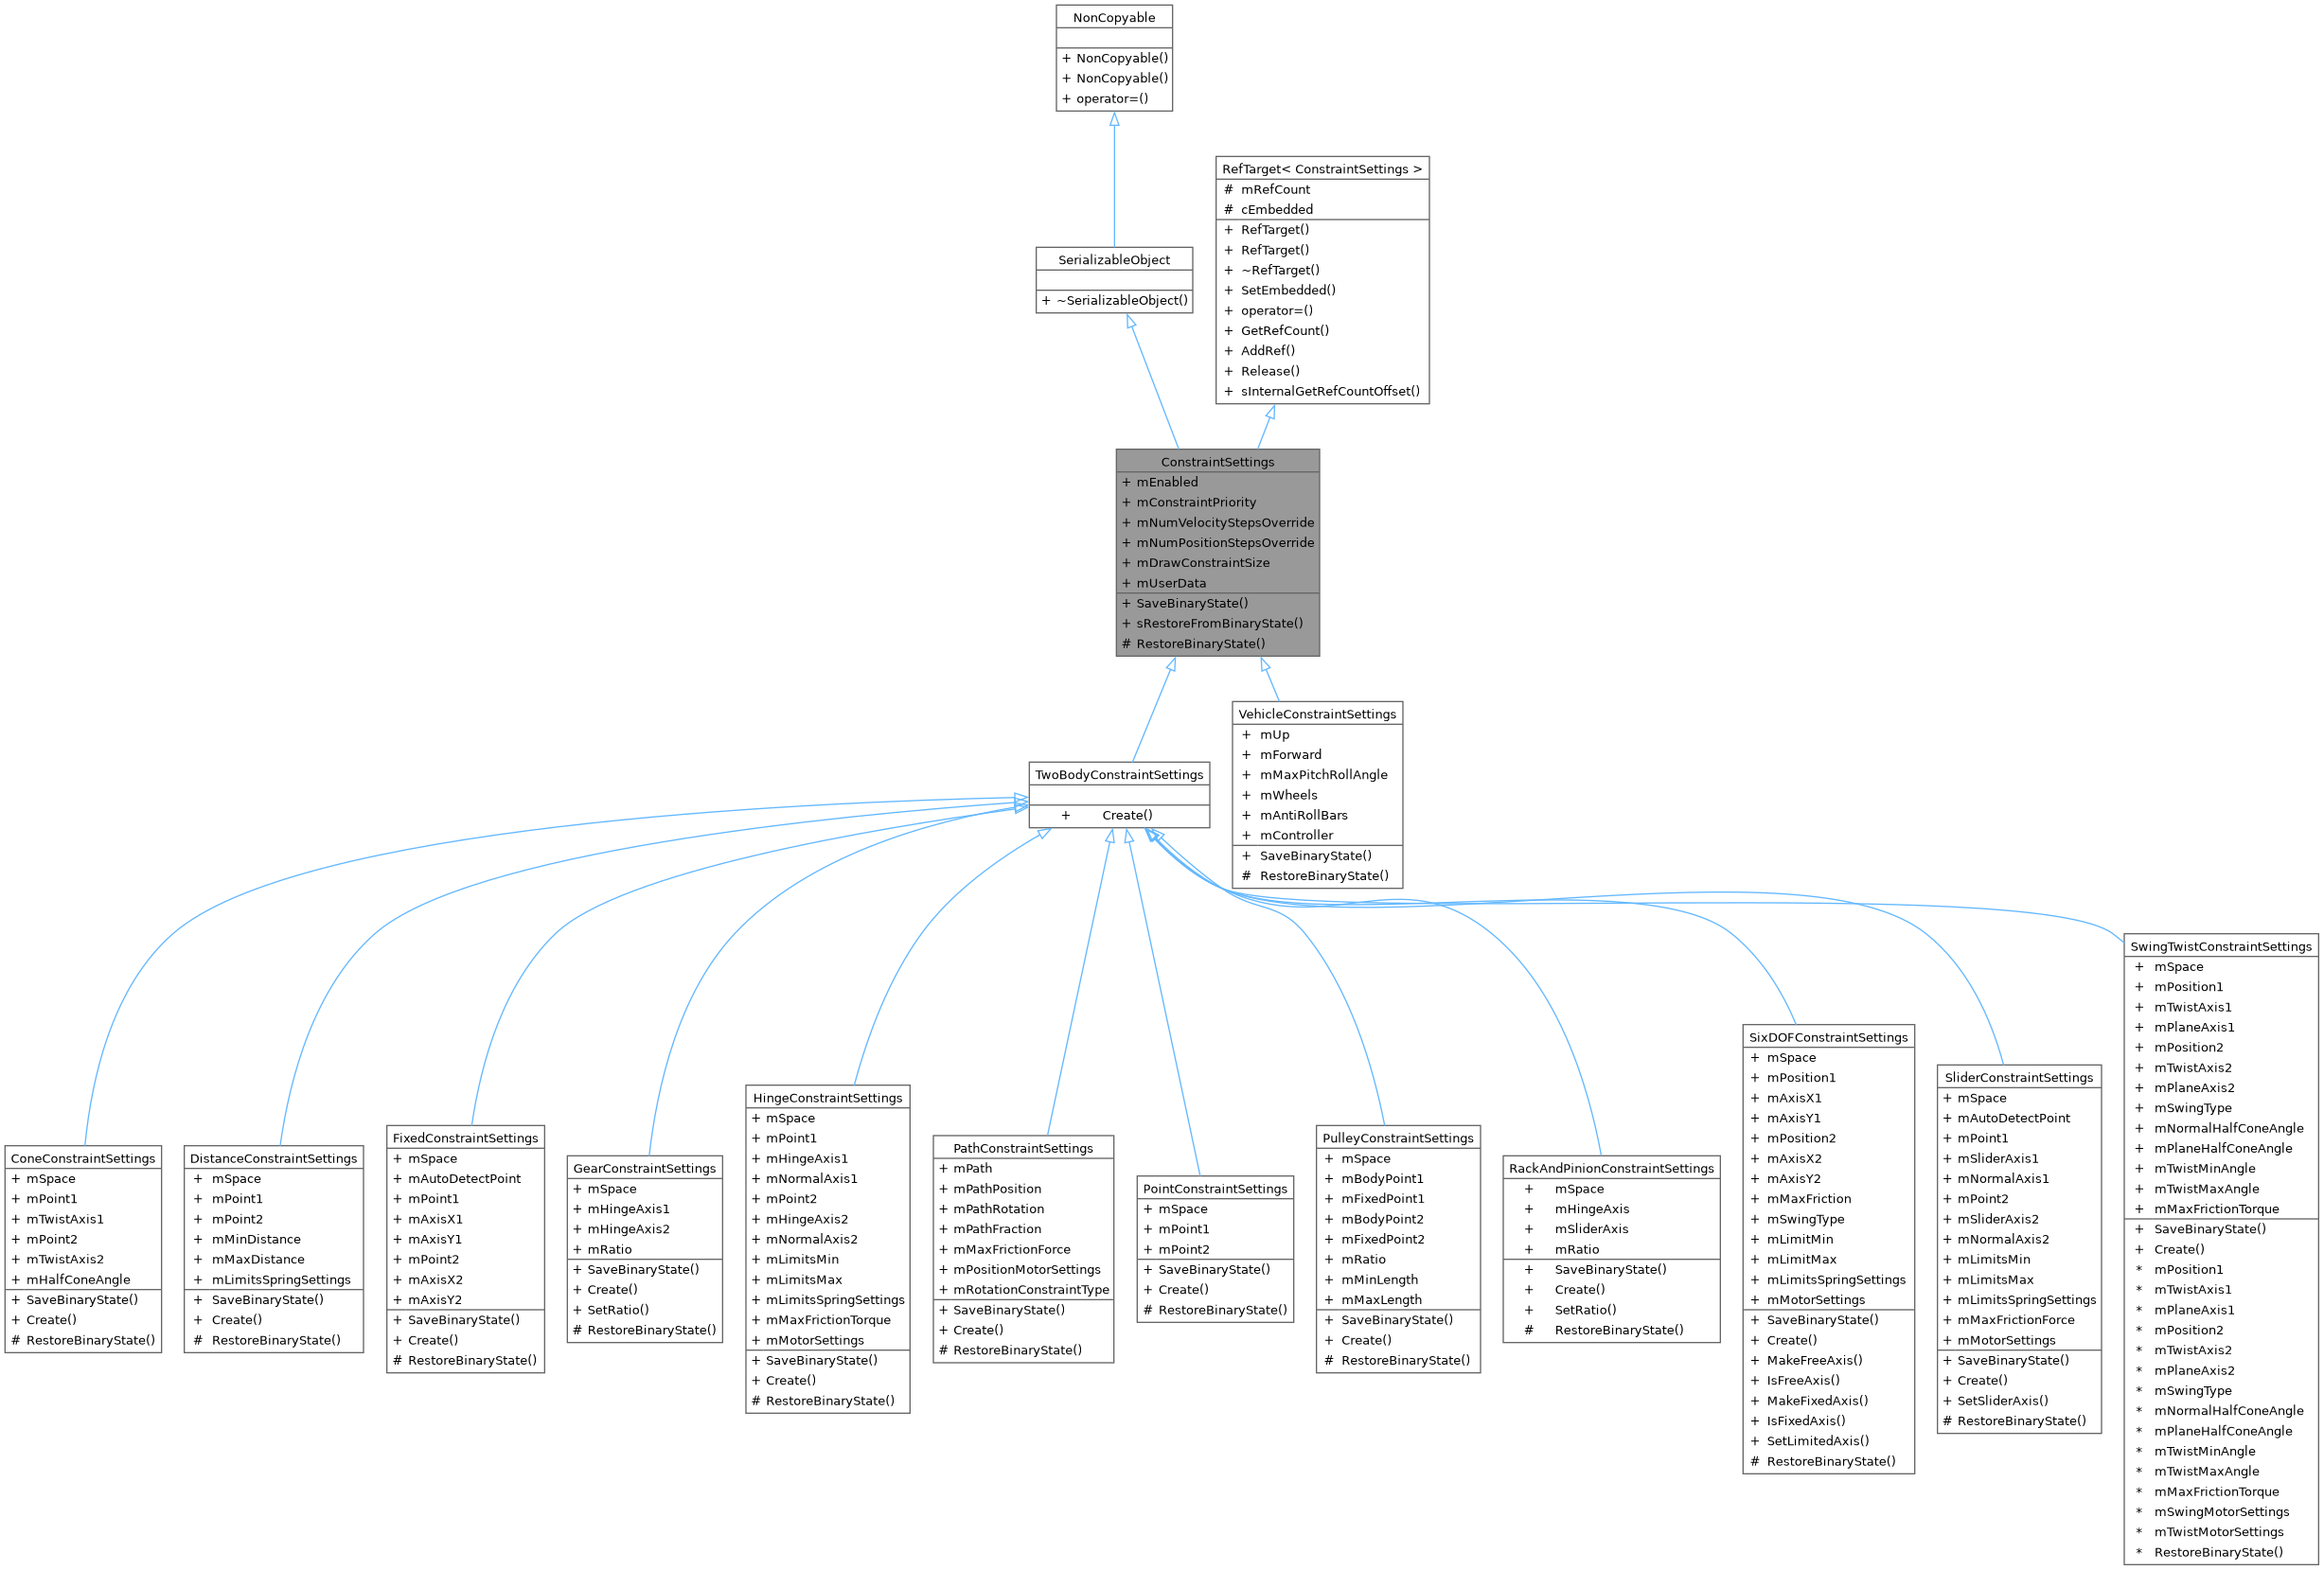 NonCopyable
+ NonCopyable()
+ NonCopyable()
+ operator=()
RefTarget< ConstraintSettings >
# mRefCount
# cEmbedded
+ RefTarget()
+ RefTarget()
+ ~RefTarget()
+ SetEmbedded()
+ operator=()
+ GetRefCount()
+ AddRef()
+ Release()
+ sInternalGetRefCountOffset()
SerializableObject
+ ~SerializableObject()
ConstraintSettings
+ mEnabled
+ mConstraintPriority
+ mNumVelocityStepsOverride
+ mNumPositionStepsOverride
+ mDrawConstraintSize
+ mUserData
+ SaveBinaryState()
+ sRestoreFromBinaryState()
# RestoreBinaryState()
TwoBodyConstraintSettings
+ Create()
VehicleConstraintSettings
+ mUp
+ mForward
+ mMaxPitchRollAngle
+ mWheels
+ mAntiRollBars
+ mController
+ SaveBinaryState()
# RestoreBinaryState()
ConeConstraintSettings
+ mSpace
+ mPoint1
+ mTwistAxis1
+ mPoint2
+ mTwistAxis2
+ mHalfConeAngle
+ SaveBinaryState()
+ Create()
# RestoreBinaryState()
DistanceConstraintSettings
+ mSpace
+ mPoint1
+ mPoint2
+ mMinDistance
+ mMaxDistance
+ mLimitsSpringSettings
+ SaveBinaryState()
+ Create()
# RestoreBinaryState()
FixedConstraintSettings
+ mSpace
+ mAutoDetectPoint
+ mPoint1
+ mAxisX1
+ mAxisY1
+ mPoint2
+ mAxisX2
+ mAxisY2
+ SaveBinaryState()
+ Create()
# RestoreBinaryState()
GearConstraintSettings
+ mSpace
+ mHingeAxis1
+ mHingeAxis2
+ mRatio
+ SaveBinaryState()
+ Create()
+ SetRatio()
# RestoreBinaryState()
HingeConstraintSettings
+ mSpace
+ mPoint1
+ mHingeAxis1
+ mNormalAxis1
+ mPoint2
+ mHingeAxis2
+ mNormalAxis2
+ mLimitsMin
+ mLimitsMax
+ mLimitsSpringSettings
+ mMaxFrictionTorque
+ mMotorSettings
+ SaveBinaryState()
+ Create()
# RestoreBinaryState()
PathConstraintSettings
+ mPath
+ mPathPosition
+ mPathRotation
+ mPathFraction
+ mMaxFrictionForce
+ mPositionMotorSettings
+ mRotationConstraintType
+ SaveBinaryState()
+ Create()
# RestoreBinaryState()
PointConstraintSettings
+ mSpace
+ mPoint1
+ mPoint2
+ SaveBinaryState()
+ Create()
# RestoreBinaryState()
PulleyConstraintSettings
+ mSpace
+ mBodyPoint1
+ mFixedPoint1
+ mBodyPoint2
+ mFixedPoint2
+ mRatio
+ mMinLength
+ mMaxLength
+ SaveBinaryState()
+ Create()
# RestoreBinaryState()
RackAndPinionConstraintSettings
+ mSpace
+ mHingeAxis
+ mSliderAxis
+ mRatio
+ SaveBinaryState()
+ Create()
+ SetRatio()
# RestoreBinaryState()
SixDOFConstraintSettings
+ mSpace
+ mPosition1
+ mAxisX1
+ mAxisY1
+ mPosition2
+ mAxisX2
+ mAxisY2
+ mMaxFriction
+ mSwingType
+ mLimitMin
+ mLimitMax
+ mLimitsSpringSettings
+ mMotorSettings
+ SaveBinaryState()
+ Create()
+ MakeFreeAxis()
+ IsFreeAxis()
+ MakeFixedAxis()
+ IsFixedAxis()
+ SetLimitedAxis()
# RestoreBinaryState()
SliderConstraintSettings
+ mSpace
+ mAutoDetectPoint
+ mPoint1
+ mSliderAxis1
+ mNormalAxis1
+ mPoint2
+ mSliderAxis2
+ mNormalAxis2
+ mLimitsMin
+ mLimitsMax
+ mLimitsSpringSettings
+ mMaxFrictionForce
+ mMotorSettings
+ SaveBinaryState()
+ Create()
+ SetSliderAxis()
# RestoreBinaryState()
SwingTwistConstraintSettings
+ mSpace
+ mPosition1
+ mTwistAxis1
+ mPlaneAxis1
+ mPosition2
+ mTwistAxis2
+ mPlaneAxis2
+ mSwingType
+ mNormalHalfConeAngle
+ mPlaneHalfConeAngle
+ mTwistMinAngle
+ mTwistMaxAngle
+ mMaxFrictionTorque
+ SaveBinaryState()
+ Create()
* mPosition1
* mTwistAxis1
* mPlaneAxis1
* mPosition2
* mTwistAxis2
* mPlaneAxis2
* mSwingType
* mNormalHalfConeAngle
* mPlaneHalfConeAngle
* mTwistMinAngle
* mTwistMaxAngle
* mMaxFrictionTorque
* mSwingMotorSettings
* mTwistMotorSettings
* RestoreBinaryState()